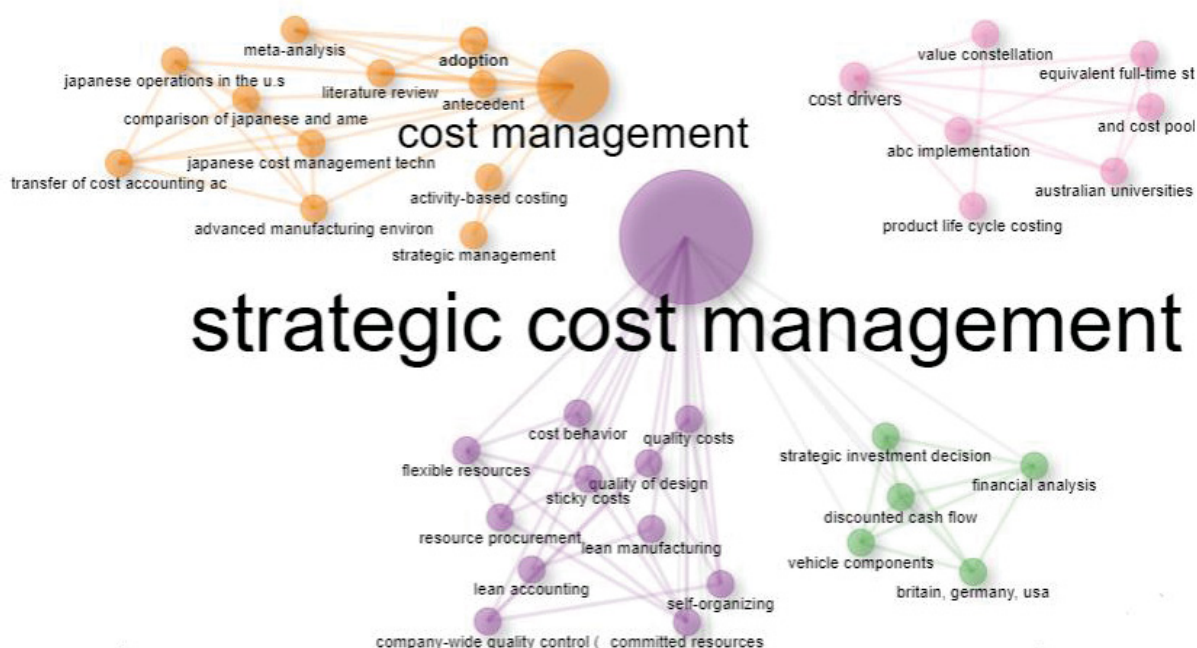 meta-analysis
adoption
japanese operations in the u.s
literature review
antecedent
comparison of japanese and ame
cost management
japanese cost management techn
transfer of cost accounting ac
activity-based costing
advanced manufacturing environ
strategic management
value constellation
equivalent full-time st
cost drivers
and cost pool
abc implementation
australian universities
product life cycle costing
strategic cost management
cost behavior
quality costs
flexible resources
quality of design
sticky costs
resource procurement
lean manufacturing
lean accounting
self-organizing
company-wide quality control (
committed resources
strategic investment decision
financial analysis
discounted cash flow
vehicle components
britain, germany, usa